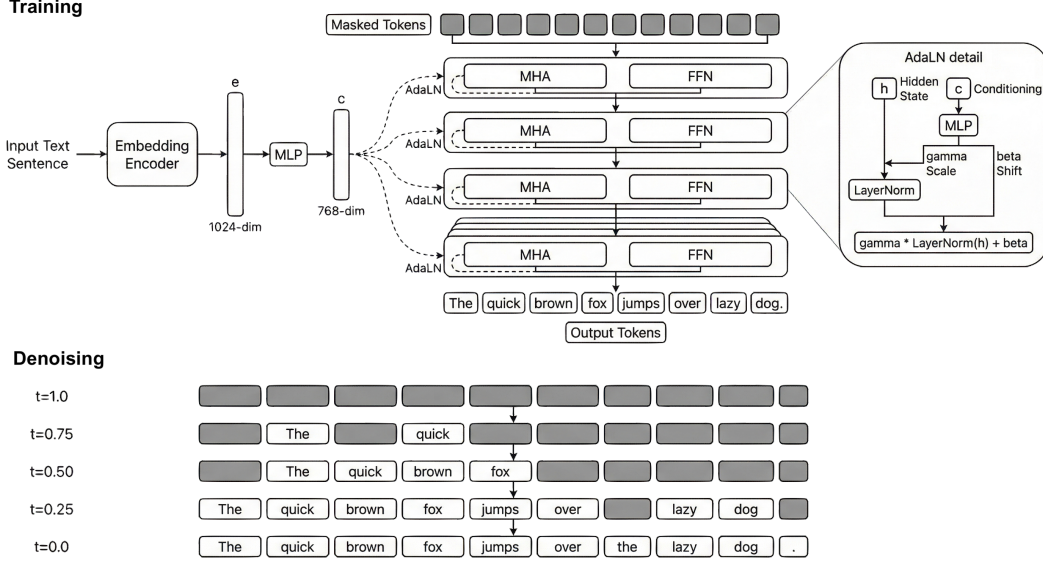 Training
Masked Tokens
MHA FFN
AdaLN
MHA FFN
AdaLN
MHA FFN
AdaLN
MHA FFN
AdaLN
Input Text
Sentence
Embedding
Encoder
e
1024-dim
MLP
c
768-dim
The quick brown fox jumps over lazy dog.
Output Tokens
AdaLN detail
h Hidden
State
c Conditioning
MLP
gamma
Scale
beta
Shift
LayerNorm
gamma * LayerNorm(h) + beta
Denoising
t=1.0
t=0.75 The quick
t=0.50 The quick brown fox
t=0.25 The quick brown fox jumps over lazy dog
t=0.0 The quick brown fox jumps over the lazy dog .